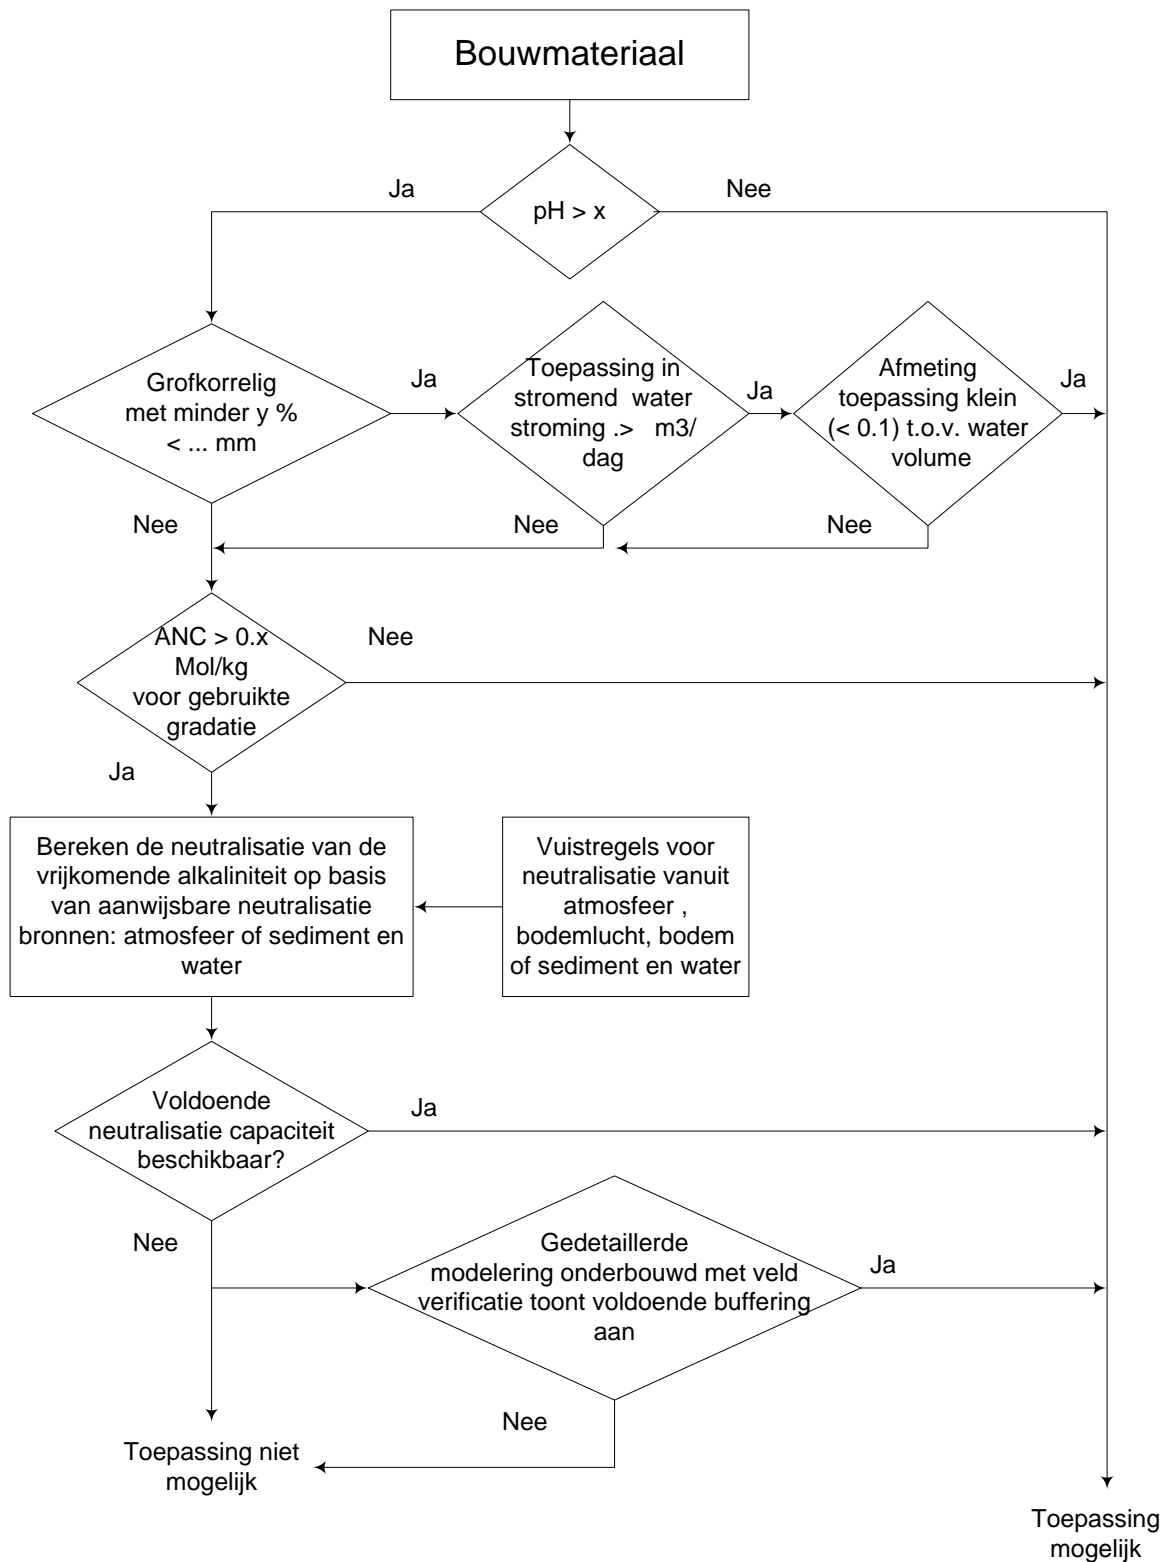 Bouwmateriaal
Ja
Nee
pH > x
Grofkorrelig
met minder y %
< ... mm
Ja
Toepassing in
stromend water
stroming .> m3/
dag
Ja
Afmeting
toepassing klein
(< 0.1) t.o.v. water
volume
Ja
Nee
Nee
Nee
ANC > 0.x
Mol/kg
voor gebruikte
gradatie
Nee
Ja
Bereken de neutralisatie van de
vrijkomende alkaliniteit op basis
van aanwijsbare neutralisatie
bronnen: atmosfeer of sediment en
water
Vuistregels voor
neutralisatie vanuit
atmosfeer ,
bodemlucht, bodem
of sediment en water
Voldoende
neutralisatie capaciteit
beschikbaar?
Ja
Nee
Gedetaillerde
modelering onderbouwd met veld
verificatie toont voldoende buffering
aan
Ja
Nee
Toepassing niet
mogelijk
Toepassing
mogelijk